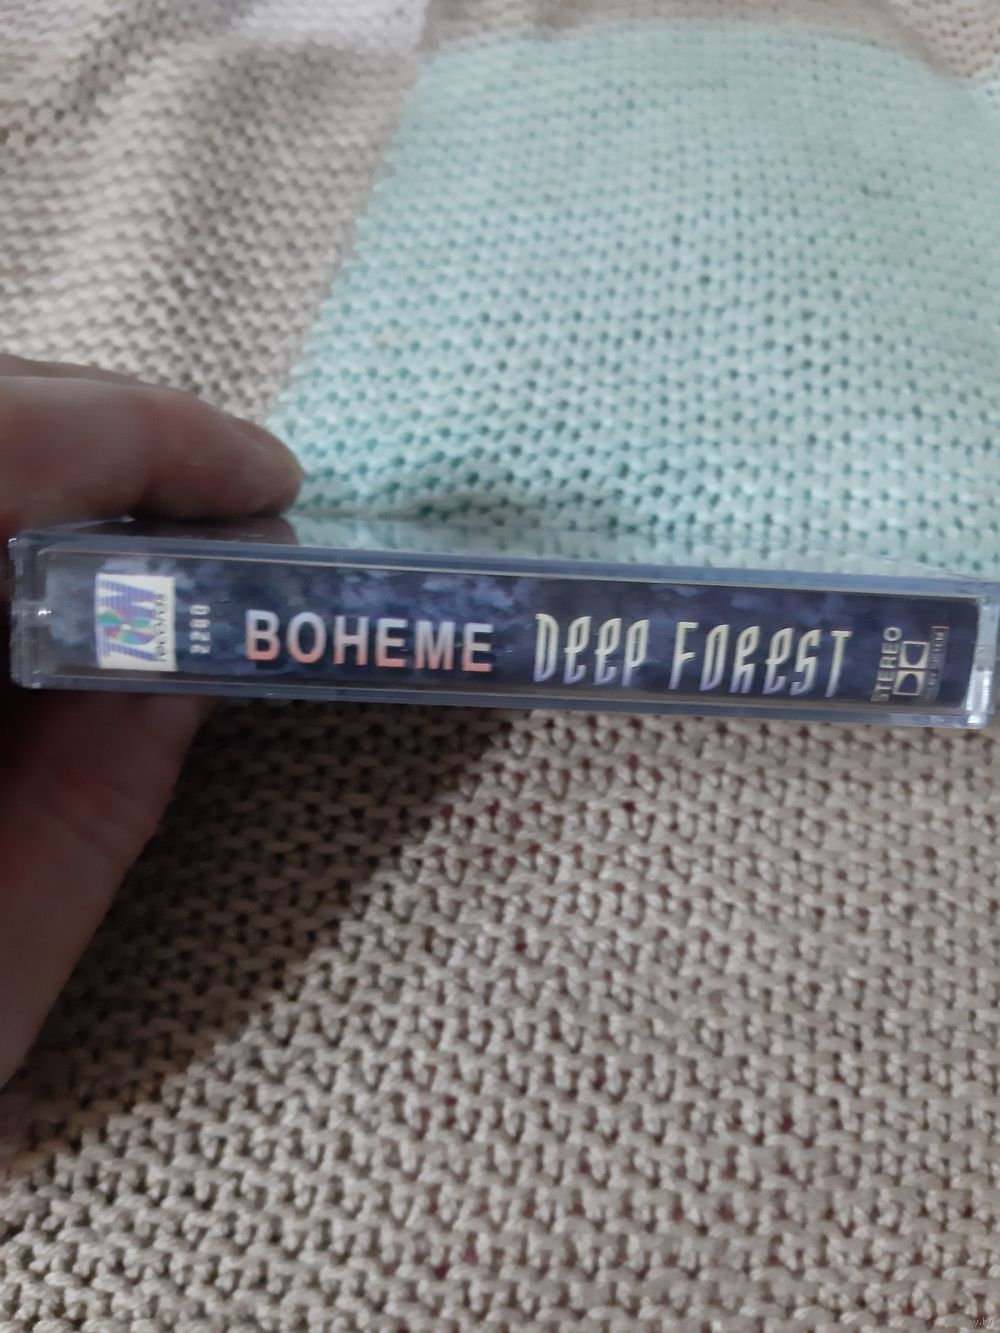 2280
BOHEME
DEEP FOREST
STEREO